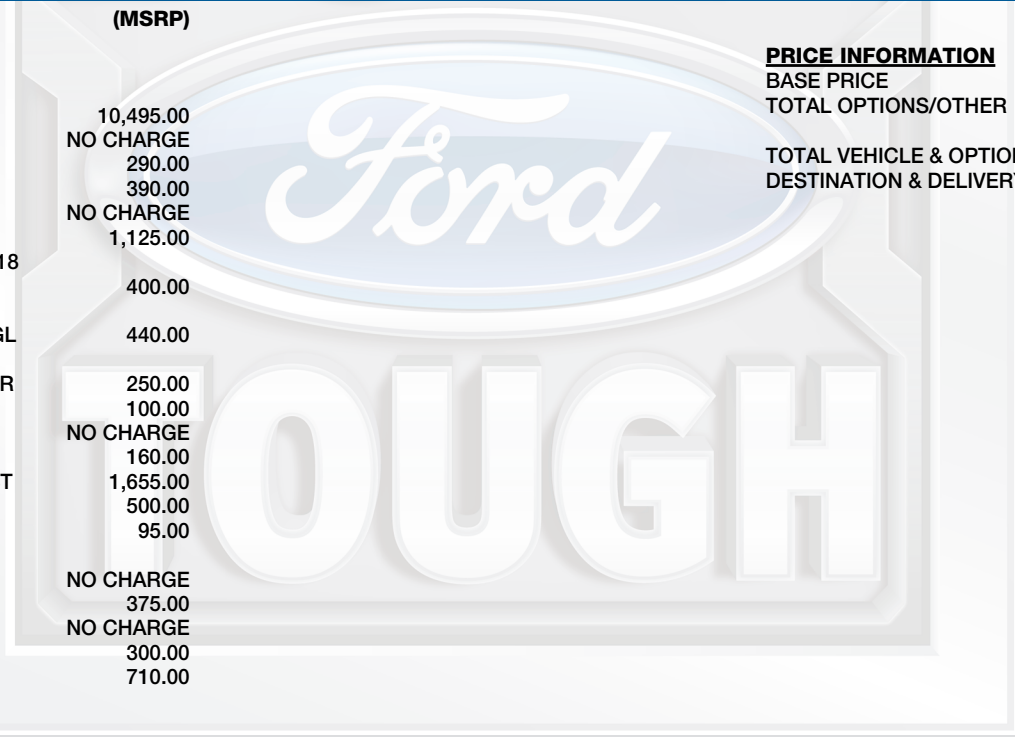 (MSRP)
10,495.00
NO CHARGE
290.00
390.00
NO CHARGE
1,125.00
18
400.00
GL 440.00
R 250.00
100.00
NO CHARGE
160.00
T 1,655.00
500.00
95.00
NO CHARGE
375.00
NO CHARGE
300.00
710.00
PRICE INFORMATION
BASE PRICE
TOTAL OPTIONS/OTHER
TOTAL VEHICLE & OPTION
DESTINATION & DELIVERY
Ford
TOUGH